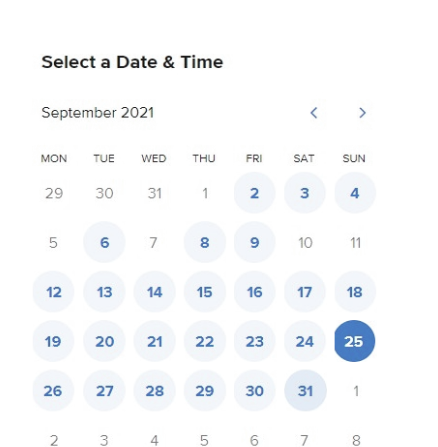 Select a Date & Time
September 2021
MON TUE WED THU FRI SAT SUN
29 30 31 1 2 3 4
5 6 7 8 9 10 11
12 13 14 15 16 17 18
19 20 21 22 23 24 25
26 27 28 29 30 31 1
2 3 4 5 6 7 8